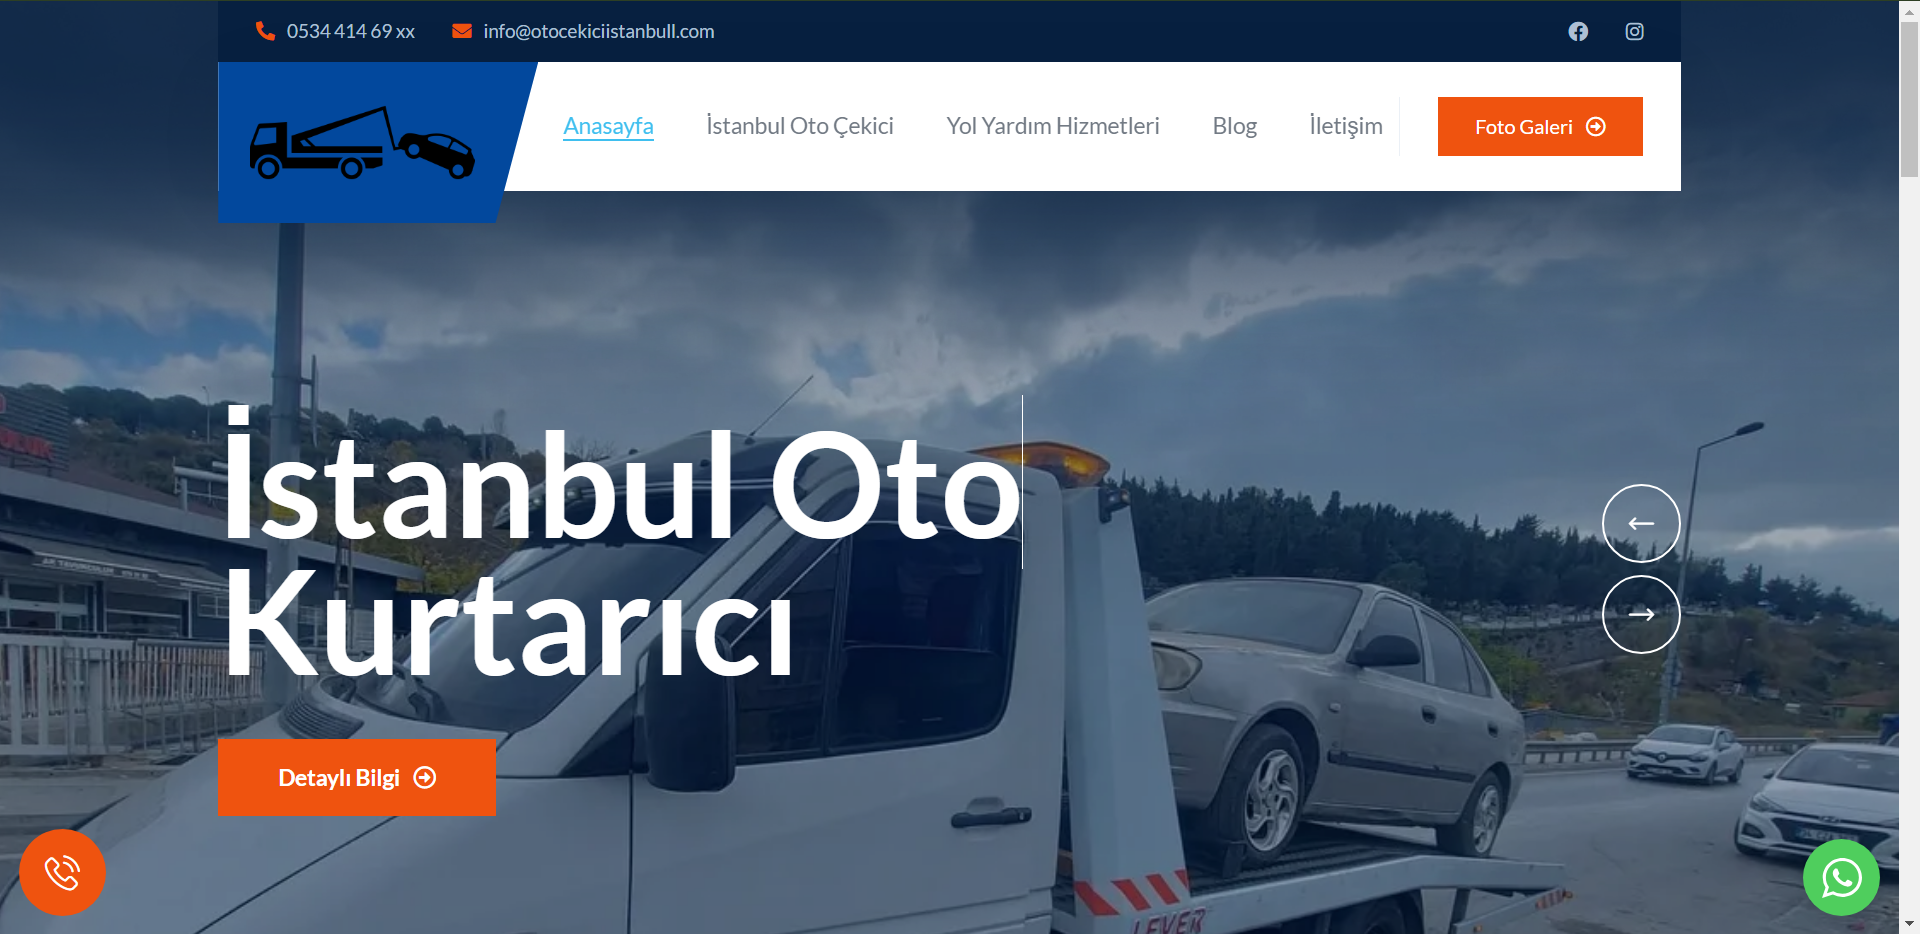 0534 414 69 xx
info@otocekiciistanbull.com
Anasayfa
İstanbul Oto Çekici
Yol Yardım Hizmetleri
Blog
İletişim
Foto Galeri
İstanbul Oto
Kurtarıcı
Detaylı Bilgi
LEVER